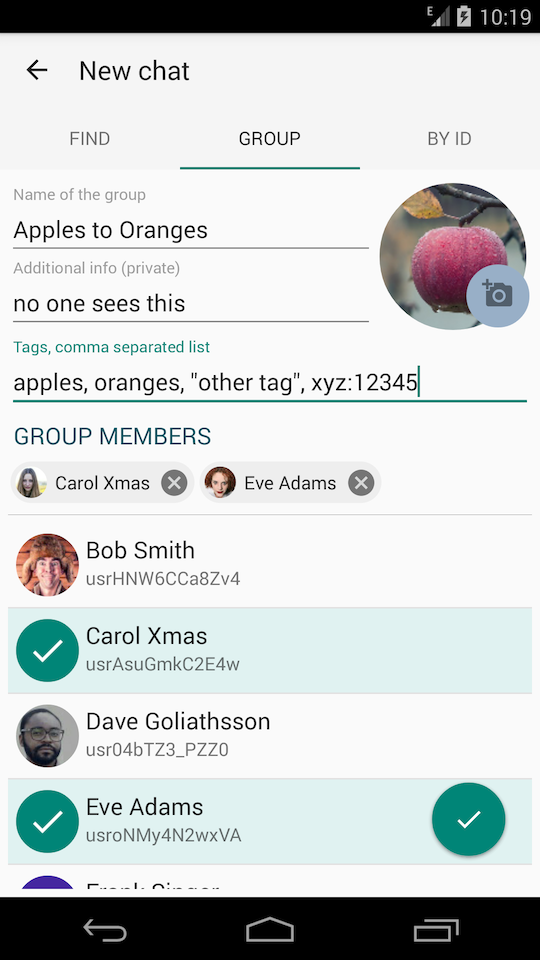 E 10:19
New chat
FIND GROUP BY ID
Name of the group
Apples to Oranges
Additional info (private)
no one sees this
Tags, comma separated list
apples, oranges, "other tag", xyz:12345
GROUP MEMBERS
Carol Xmas Eve Adams
Bob Smith
usrHNW6CCa8Zv4
Carol Xmas
usrAsuGmkC2E4w
Dave Goliathsson
usr04bTZ3_PZZ0
Eve Adams
usroNMy4N2wxVA
Frank Singer